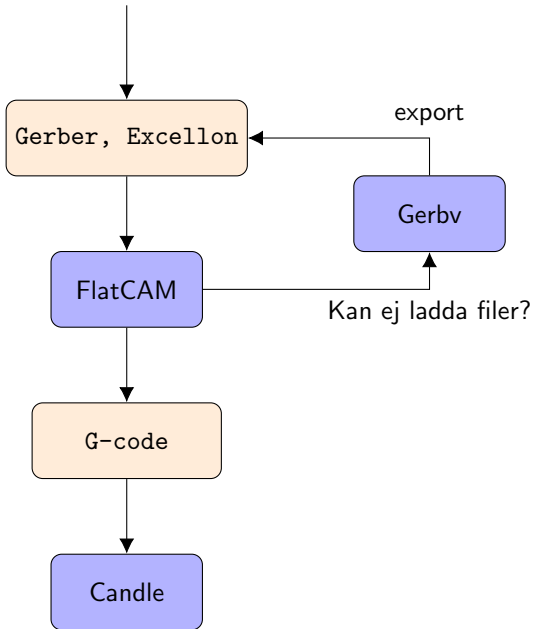 export
Gerber, Excellon
Gerbv
FlatCAM
Kan ej ladda filer?
G-code
Candle